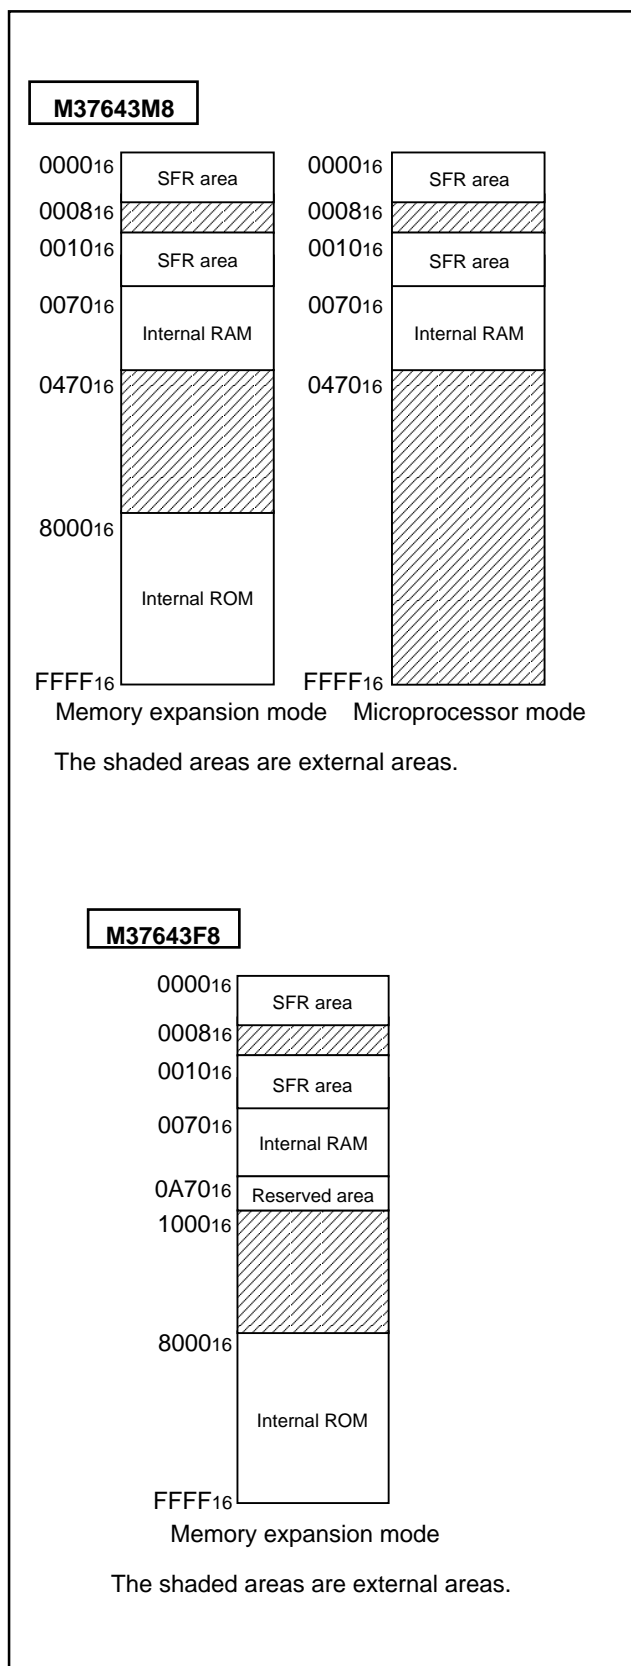 M37643M8
0000₁₆ SFR area 0000₁₆ SFR area
0008₁₆ 0008₁₆
0010₁₆ SFR area 0010₁₆ SFR area
0070₁₆ Internal RAM 0070₁₆ Internal RAM
0470₁₆ 0470₁₆
8000₁₆
Internal ROM
FFFF₁₆ FFFF₁₆
Memory expansion mode Microprocessor mode
The shaded areas are external areas.
M37643F8
0000₁₆ SFR area
0008₁₆
0010₁₆ SFR area
0070₁₆ Internal RAM
0A70₁₆ Reserved area
1000₁₆
8000₁₆
Internal ROM
FFFF₁₆
Memory expansion mode
The shaded areas are external areas.